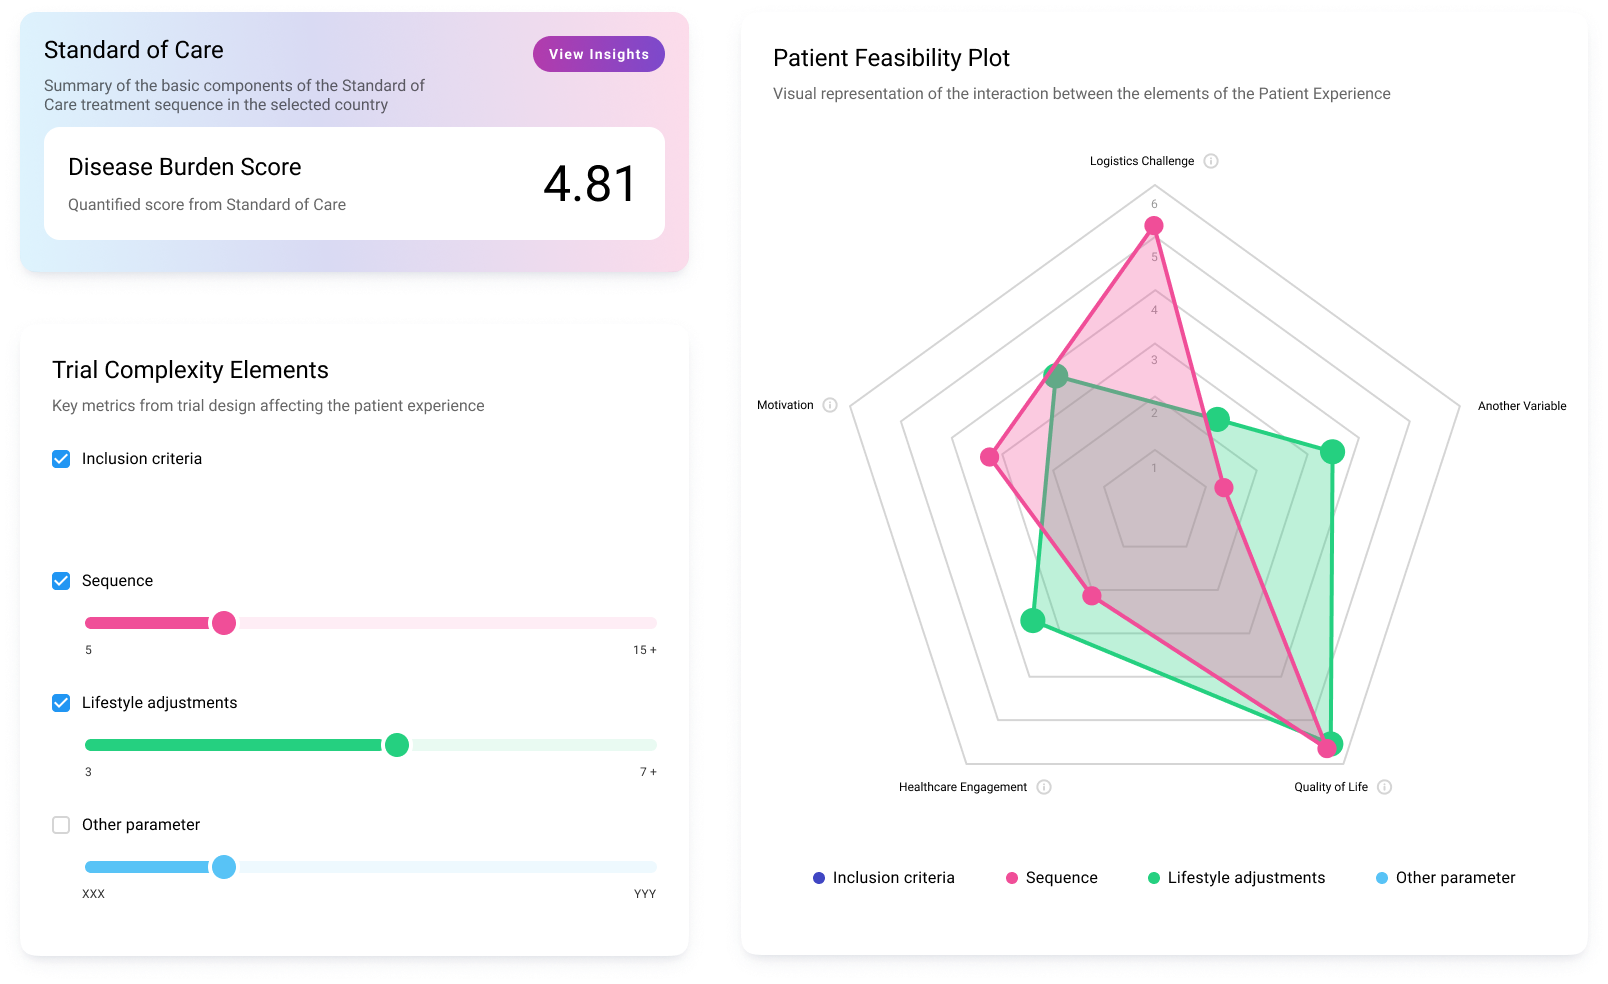 Standard of Care
View Insights
Summary of the basic components of the Standard of
Care treatment sequence in the selected country
Disease Burden Score
Quantified score from Standard of Care
4.81
Trial Complexity Elements
Key metrics from trial design affecting the patient experience
Inclusion criteria
Sequence
5
15 +
Lifestyle adjustments
3
7 +
Other parameter
XXX
YYY
Patient Feasibility Plot
Visual representation of the interaction between the elements of the Patient Experience
Logistics Challenge
6
5
4
3
2
1
Motivation
Another Variable
Healthcare Engagement
Quality of Life
Inclusion criteria
Sequence
Lifestyle adjustments
Other parameter